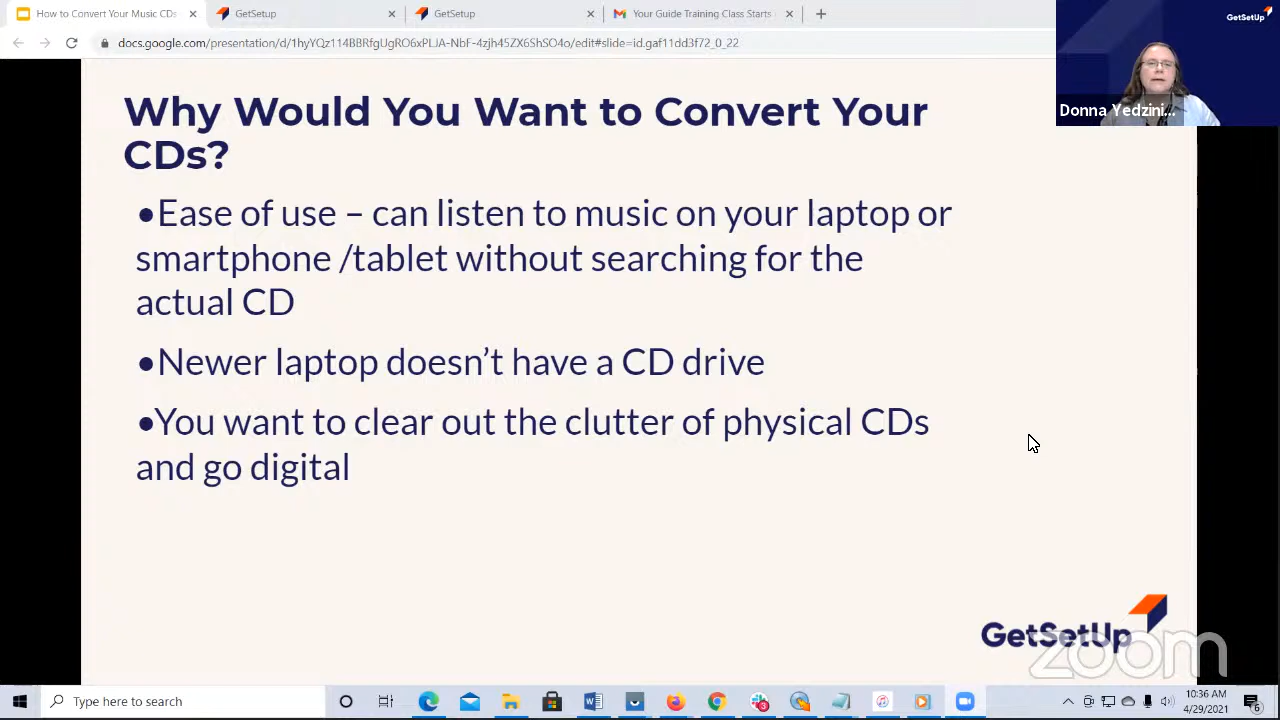 How to Convert Your Music CDs
GetSetup
GetSetup
Your Guide Training Class Starts
docs.google.com/presentation/d/1hyYQz114BBRfgUgRO6xPLJA-NbF-4zjh45ZX6ShSO4o/edit#slide=id.gaf11dd3f72_0_22
GetSetUp
Donna Yedzini...
Why Would You Want to Convert Your
CDs?
•Ease of use – can listen to music on your laptop or
smartphone /tablet without searching for the
actual CD
•Newer laptop doesn't have a CD drive
•You want to clear out the clutter of physical CDs
and go digital
GetSetUp
zoom
Type here to search
3
10:36 AM
4/29/2021
6